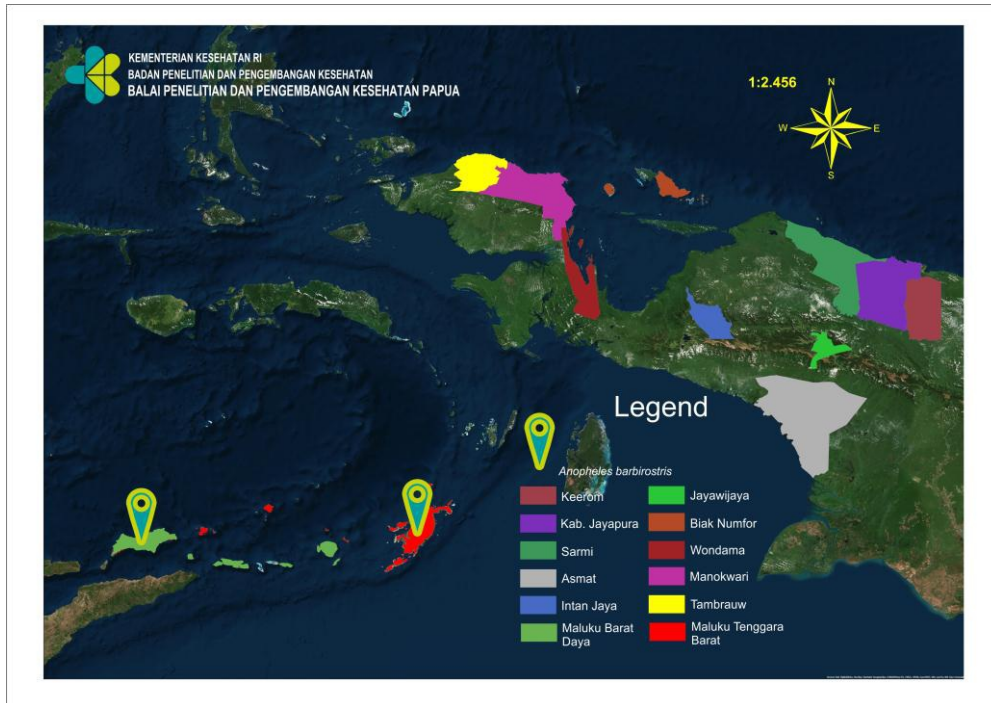 KEMENTERIAN KESEHATAN RI
BADAN PENELITIAN DAN PENGEMBANGAN KESEHATAN
BALAI PENELITIAN DAN PENGEMBANGAN KESEHATAN PAPUA
1:2.456
N
W
E
S
Legend
Anopheles barbirostris
Keerom
Jayawijaya
Kab. Jayapura
Biak Numfor
Sarmi
Wondama
Asmat
Manokwari
Intan Jaya
Tambrauw
Maluku Barat
Daya
Maluku Tenggara
Barat